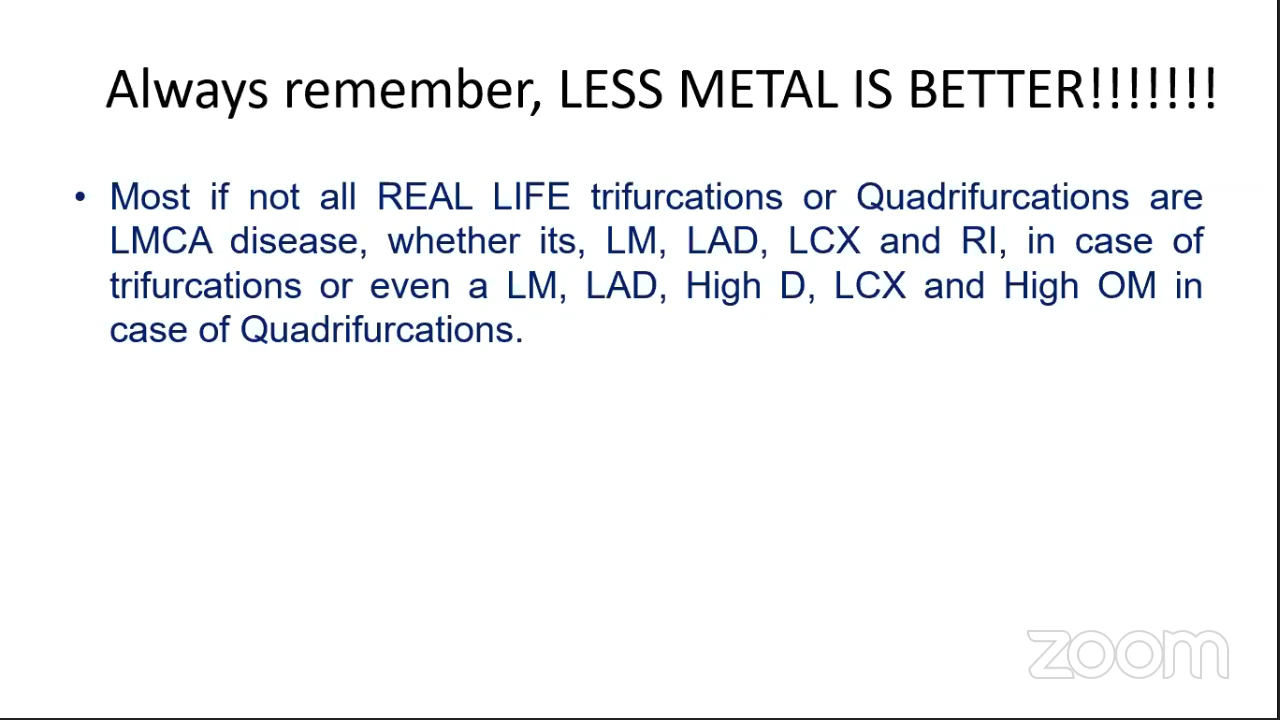 Always remember, LESS METAL IS BETTER!!!!!!!
• Most if not all REAL LIFE trifurcations or Quadrifurcations are
LMCA disease, whether its, LM, LAD, LCX and RI, in case of
trifurcations or even a LM, LAD, High D, LCX and High OM in
case of Quadrifurcations.
zoom